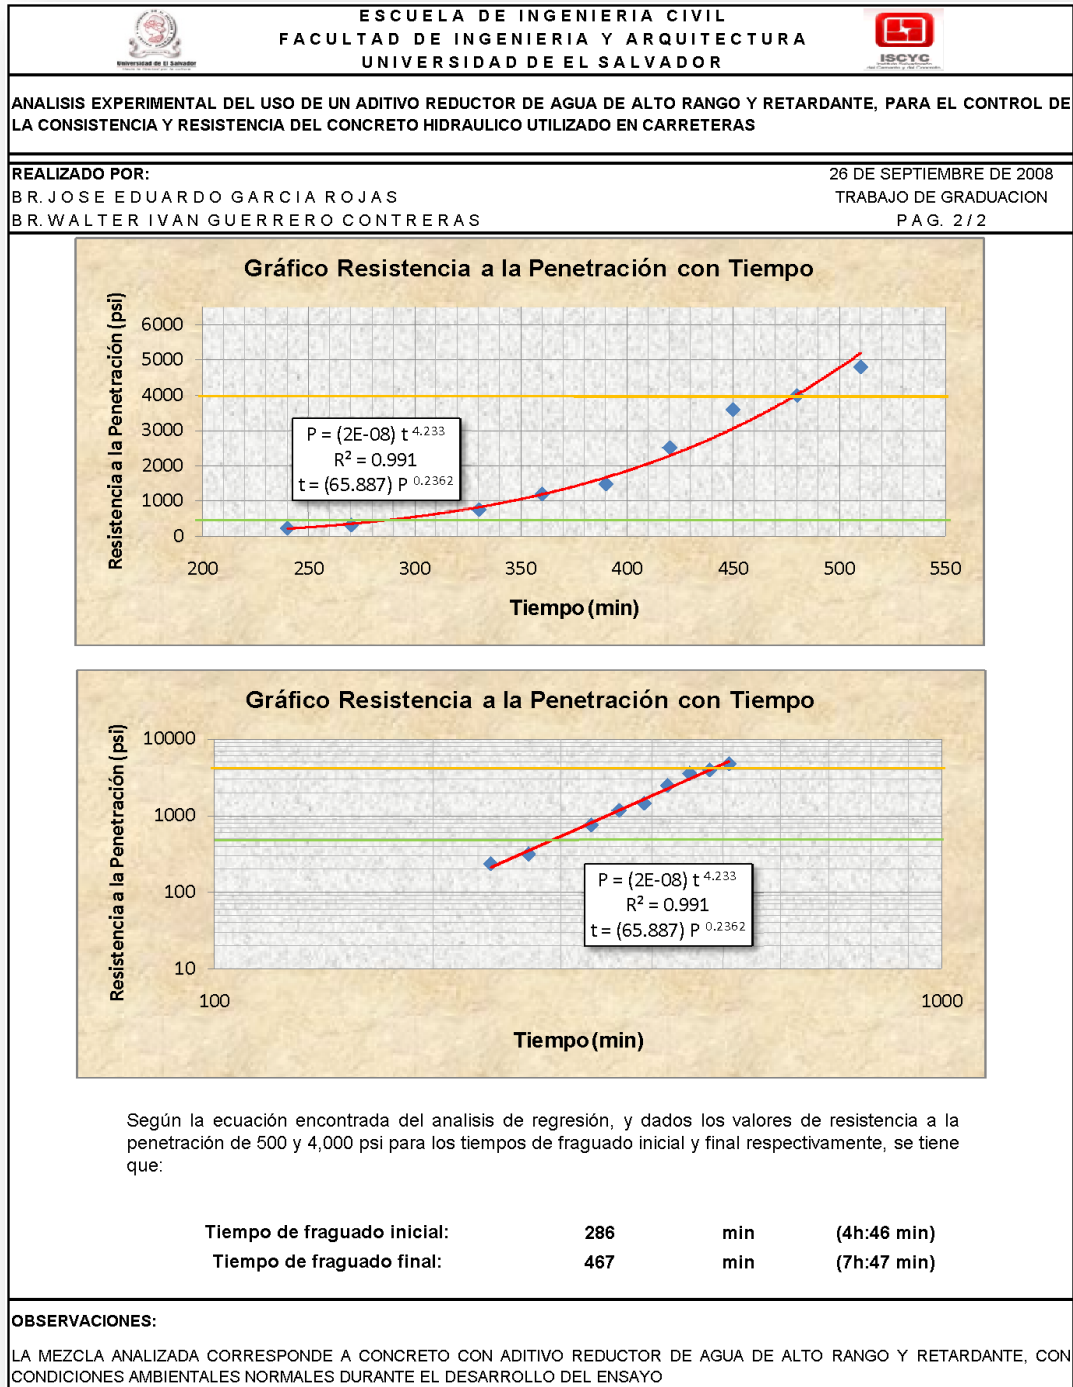 ESCUELA DE INGENIERIA CIVIL
FACULTAD DE INGENIERIA Y ARQUITECTURA
UNIVERSIDAD DE EL SALVADOR
Universidad de El Salvador
ISCYC
ANALISIS EXPERIMENTAL DEL USO DE UN ADITIVO REDUCTOR DE AGUA DE ALTO RANGO Y RETARDANTE, PARA EL CONTROL DE
LA CONSISTENCIA Y RESISTENCIA DEL CONCRETO HIDRAULICO UTILIZADO EN CARRETERAS
REALIZADO POR:
26 DE SEPTIEMBRE DE 2008
BR. JOSE EDUARDO GARCIA ROJAS
TRABAJO DE GRADUACION
BR. WALTER IVAN GUERRERO CONTRERAS
PAG. 2/2
Gráfico Resistencia a la Penetración con Tiempo
Resistencia a la Penetración (psi)
6000
5000
4000
3000
2000
1000
0
P = (2E-08) t 4.233
R² = 0.991
t = (65.887) P 0.2362
200 250 300 350 400 450 500 550
Tiempo (min)
Gráfico Resistencia a la Penetración con Tiempo
Resistencia a la Penetración (psi)
10000
1000
100
10
P = (2E-08) t 4.233
R² = 0.991
t = (65.887) P 0.2362
100 1000
Tiempo (min)
Según la ecuación encontrada del analisis de regresión, y dados los valores de resistencia a la
penetración de 500 y 4,000 psi para los tiempos de fraguado inicial y final respectivamente, se tiene
que:
Tiempo de fraguado inicial: 286 min (4h:46 min)
Tiempo de fraguado final: 467 min (7h:47 min)
OBSERVACIONES:
LA MEZCLA ANALIZADA CORRESPONDE A CONCRETO CON ADITIVO REDUCTOR DE AGUA DE ALTO RANGO Y RETARDANTE, CON
CONDICIONES AMBIENTALES NORMALES DURANTE EL DESARROLLO DEL ENSAYO